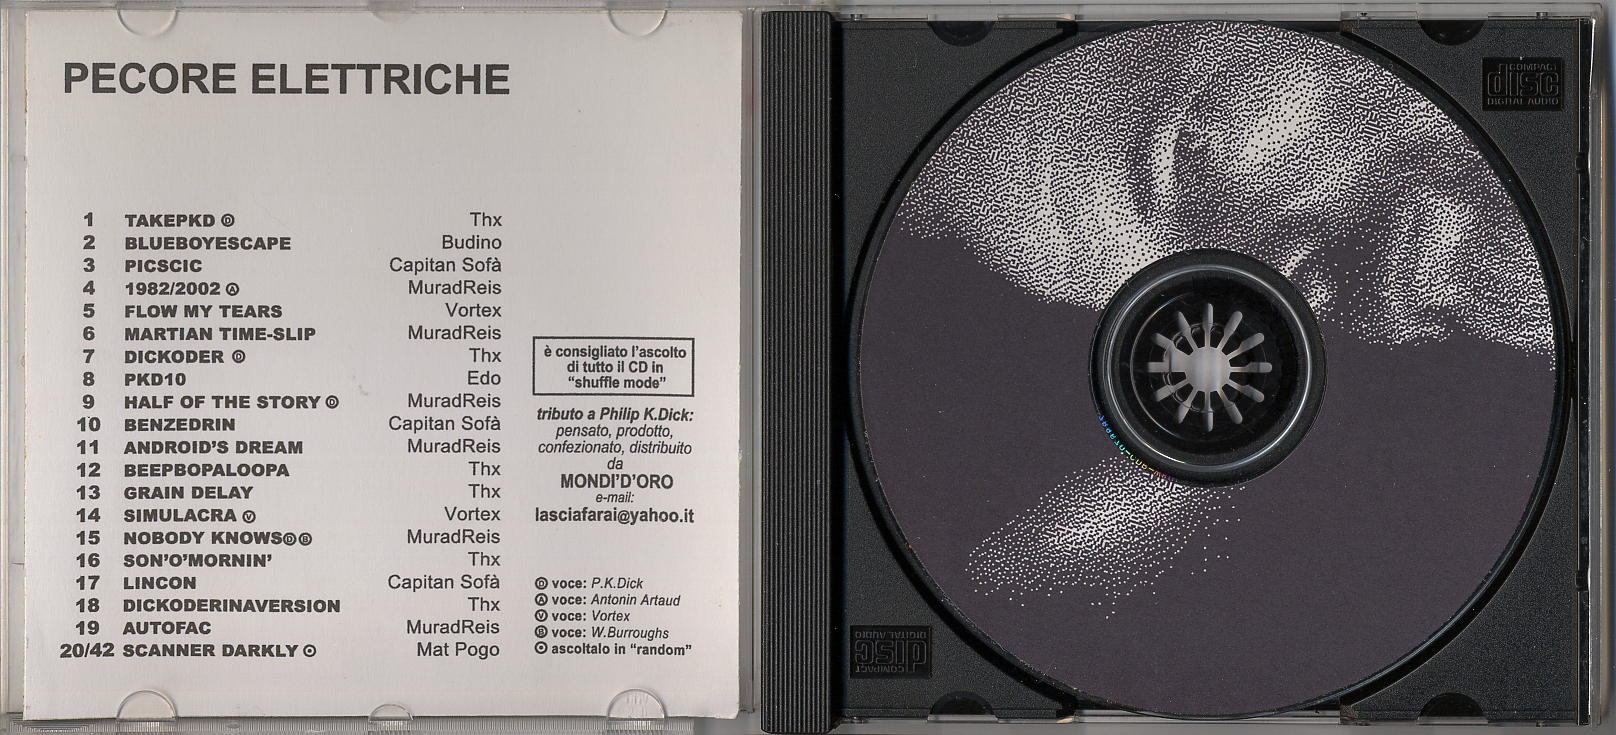 PECORE ELETTRICHE
1 TAKEPKD Ⓓ Thx
2 BLUEBOYESCAPE Budino
3 PICSCIC Capitan Sofà
4 1982/2002 Ⓐ MuradReis
5 FLOW MY TEARS Vortex
6 MARTIAN TIME-SLIP MuradReis
7 DICKODER Ⓓ Thx
8 PKD10 Edo
9 HALF OF THE STORY Ⓓ MuradReis
10 BENZEDRIN Capitan Sofà
11 ANDROID'S DREAM MuradReis
12 BEEPBOPALOOPA Thx
13 GRAIN DELAY Thx
14 SIMULACRA Ⓥ Vortex
15 NOBODY KNOWSⒹⒷ MuradReis
16 SON'O'MORNIN' Thx
17 LINCON Capitan Sofà
18 DICKODERINAVERSION Thx
19 AUTOFAC MuradReis
20/42 SCANNER DARKLY ⊙ Mat Pogo
è consigliato l'ascolto
di tutto il CD in
"shuffle mode"
tributo a Philip K.Dick:
pensato, prodotto,
confezionato, distribuito
da
MONDI'D'ORO
e-mail:
lasciafarai@yahoo.it
Ⓓ voce: P.K.Dick
Ⓐ voce: Antonin Artaud
Ⓥ voce: Vortex
Ⓑ voce: W.Burroughs
⊙ ascoltalo in "random"
COMPACT
disc
DIGITAL AUDIO
COMPACT
disc
DIGITAL AUDIO